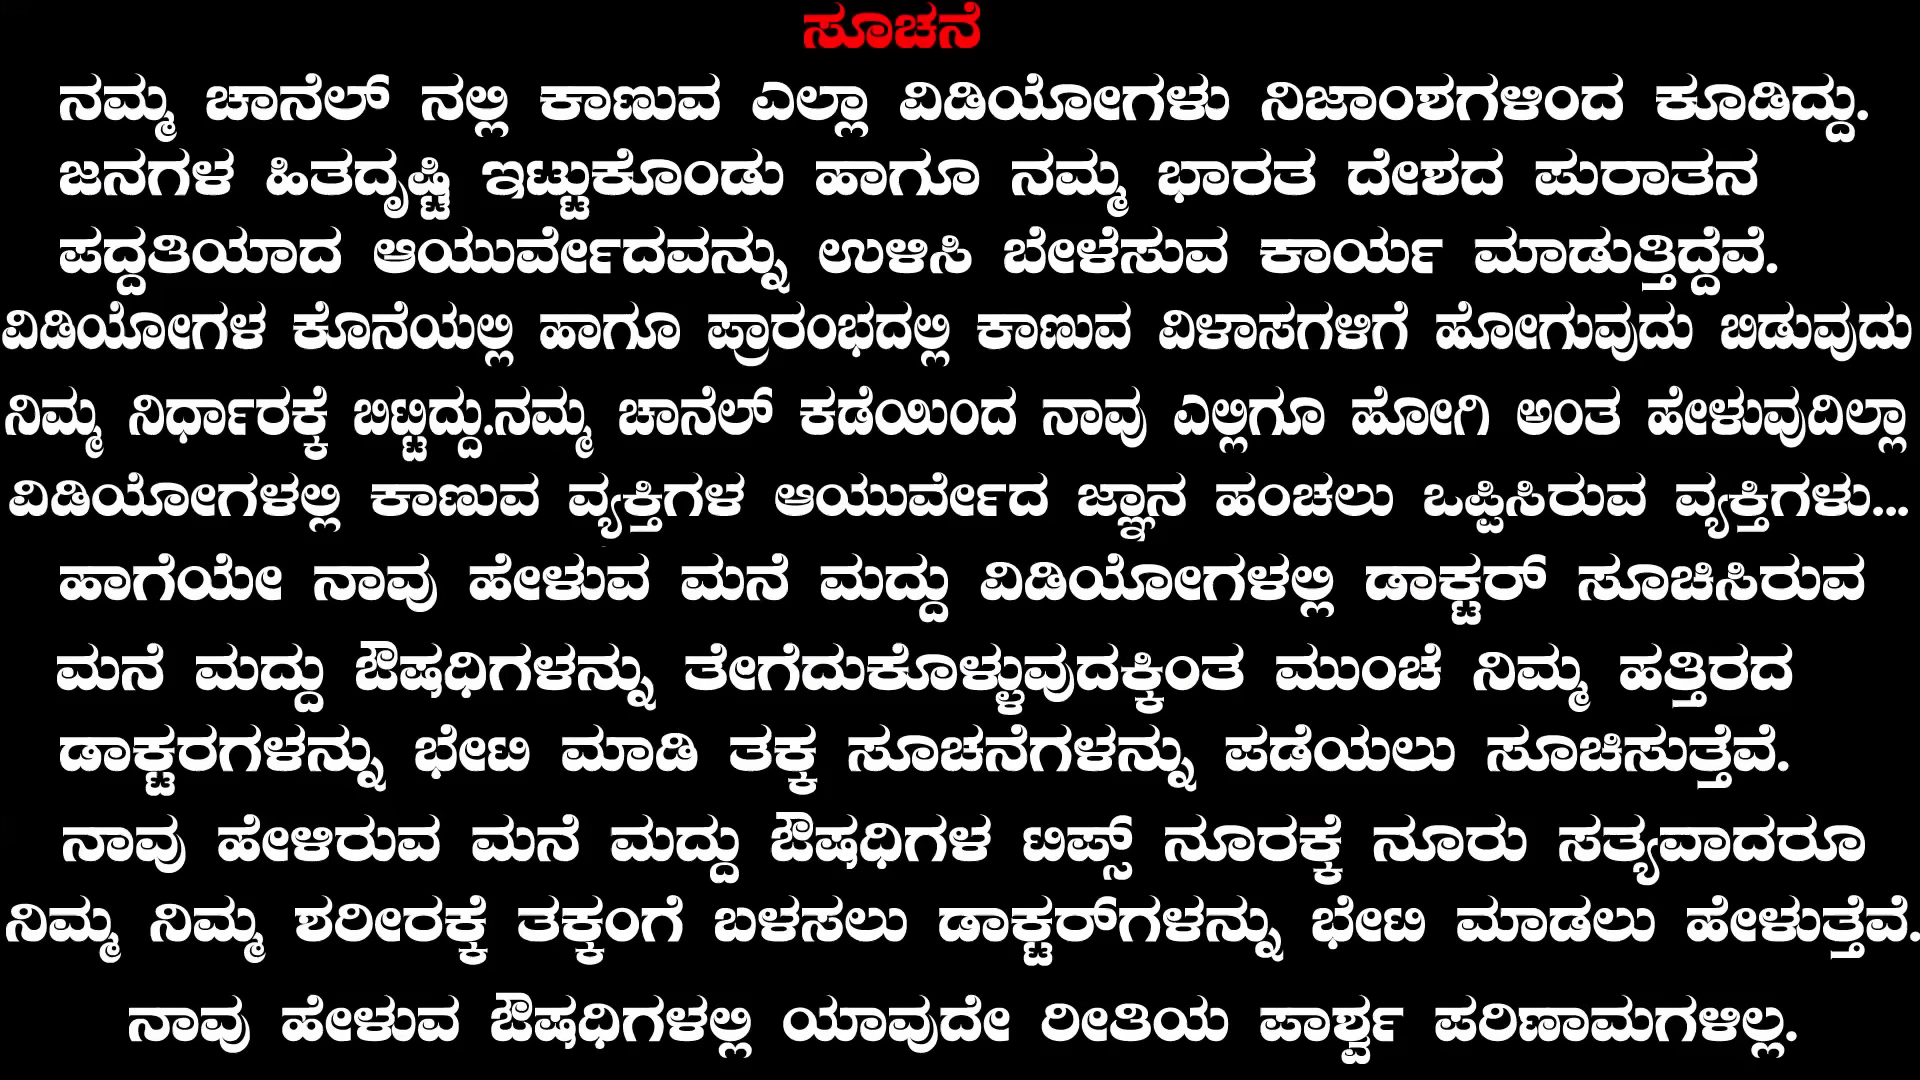 ಸೂಚನೆ
ನಮ್ಮ ಚಾನೆಲ್ ನಲ್ಲಿ ಕಾಣುವ ಎಲ್ಲಾ ವಿಡಿಯೋಗಳು ನಿಜಾಂಶಗಳಿಂದ ಕೂಡಿದ್ದು.
ಜನಗಳ ಹಿತದೃಷ್ಟಿ ಇಟ್ಟುಕೊಂಡು ಹಾಗೂ ನಮ್ಮ ಭಾರತ ದೇಶದ ಪುರಾತನ
ಪದ್ದತಿಯಾದ ಆಯುರ್ವೇದವನ್ನು ಉಳಿಸಿ ಬೇಳೆಸುವ ಕಾರ್ಯ ಮಾಡುತ್ತಿದ್ದೆವೆ.
ವಿಡಿಯೋಗಳ ಕೊನೆಯಲ್ಲಿ ಹಾಗೂ ಪ್ರಾರಂಭದಲ್ಲಿ ಕಾಣುವ ವಿಳಾಸಗಳಿಗೆ ಹೋಗುವುದು ಬಿಡುವುದು
ನಿಮ್ಮ ನಿರ್ಧಾರಕ್ಕೆ ಬಿಟ್ಟಿದ್ದು.ನಮ್ಮ ಚಾನೆಲ್ ಕಡೆಯಿಂದ ನಾವು ಎಲ್ಲಿಗೂ ಹೋಗಿ ಅಂತ ಹೇಳುವುದಿಲ್ಲಾ
ವಿಡಿಯೋಗಳಲ್ಲಿ ಕಾಣುವ ವ್ಯಕ್ತಿಗಳ ಆಯುರ್ವೇದ ಜ್ಞಾನ ಹಂಚಲು ಒಪ್ಪಿಸಿರುವ ವ್ಯಕ್ತಿಗಳು...
ಹಾಗೆಯೇ ನಾವು ಹೇಳುವ ಮನೆ ಮದ್ದು ವಿಡಿಯೋಗಳಲ್ಲಿ ಡಾಕ್ಟರ್ ಸೂಚಿಸಿರುವ
ಮನೆ ಮದ್ದು ಔಷಧಿಗಳನ್ನು ತೇಗೆದುಕೊಳ್ಳುವುದಕ್ಕಿಂತ ಮುಂಚೆ ನಿಮ್ಮ ಹತ್ತಿರದ
ಡಾಕ್ಟರಗಳನ್ನು ಭೇಟಿ ಮಾಡಿ ತಕ್ಕ ಸೂಚನೆಗಳನ್ನು ಪಡೆಯಲು ಸೂಚಿಸುತ್ತೆವೆ.
ನಾವು ಹೇಳಿರುವ ಮನೆ ಮದ್ದು ಔಷಧಿಗಳ ಟಿಪ್ಸ್ ನೂರಕ್ಕೆ ನೂರು ಸತ್ಯವಾದರೂ
ನಿಮ್ಮ ನಿಮ್ಮ ಶರೀರಕ್ಕೆ ತಕ್ಕಂಗೆ ಬಳಸಲು ಡಾಕ್ಟರ್‌ಗಳನ್ನು ಭೇಟಿ ಮಾಡಲು ಹೇಳುತ್ತೆವೆ.
ನಾವು ಹೇಳುವ ಔಷಧಿಗಳಲ್ಲಿ ಯಾವುದೇ ರೀತಿಯ ಪಾರ್ಶ್ವ ಪರಿಣಾಮಗಳಿಲ್ಲ.